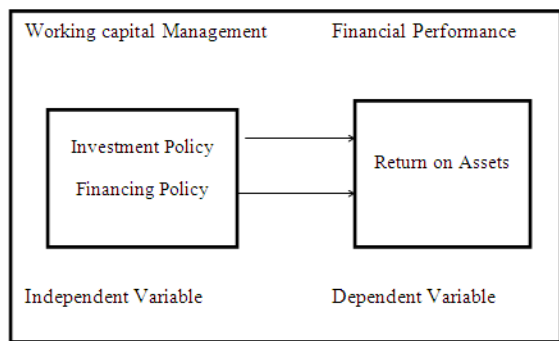 Working capital Management
Financial Performance
Investment Policy
Financing Policy
Return on Assets
Independent Variable
Dependent Variable